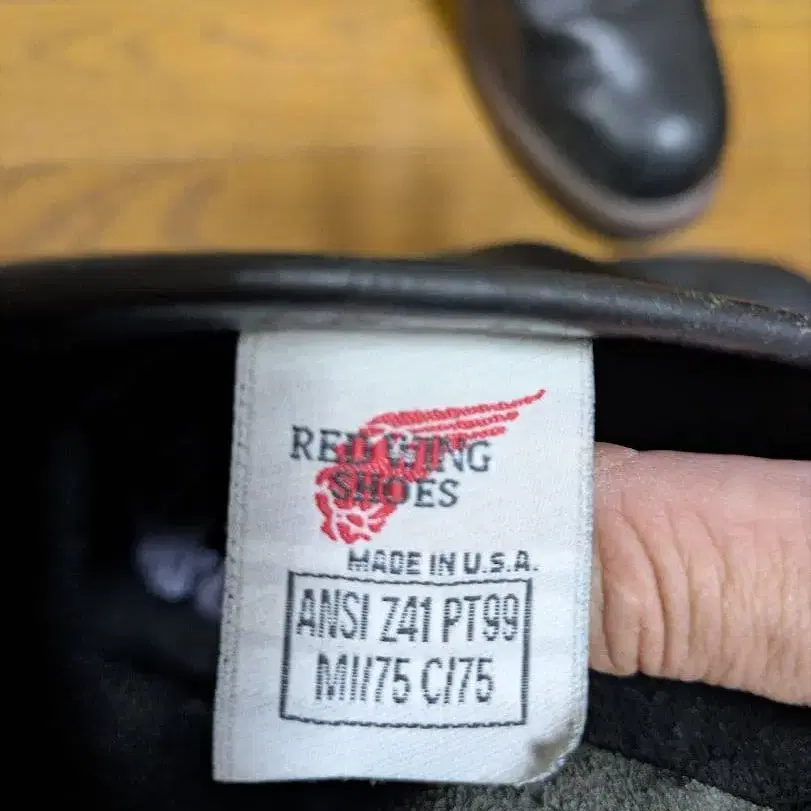 RED WING
SHOES
MADE IN U.S.A.
ANSI Z41 PT99
MI/75 C/75